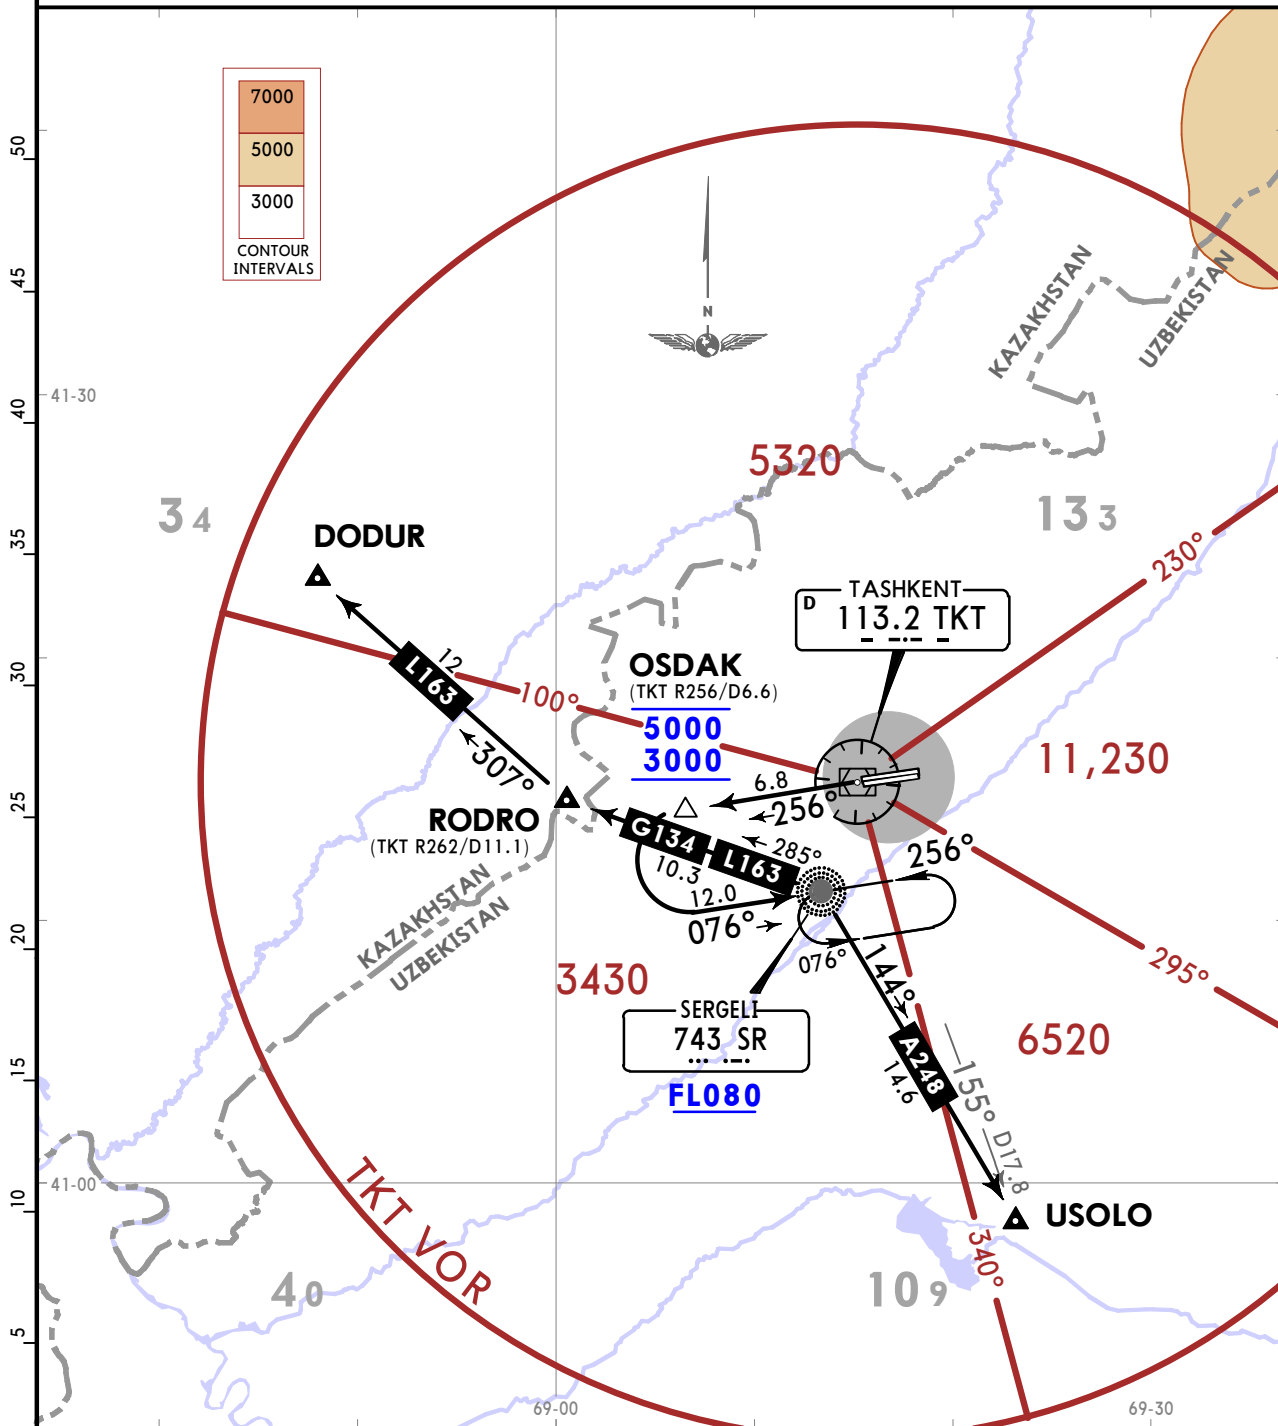 7000
5000
3000
CONTOUR
INTERVALS
50
45
40
35
30
25
20
15
10
5
N
KAZAKHSTAN
UZBEKISTAN
41-30
5320
34
133
DODUR
230°
TASHKENT
D
113.2 TKT
12
L163
OSDAK
(TKT R256/D6.6)
100°
5000
3000
11,230
307°
6.8
256°
RODRO
(TKT R262/D11.1)
G134
L163
285°
10.3
12.0
076°
256°
076°
KAZAKHSTAN
UZBEKISTAN
3430
144°
295°
SERGELI
743 SR
FL080
6520
A248
14.6
155°
D17.8
41-00
TKT VOR
USOLO
340°
40
109
69-00
69-30